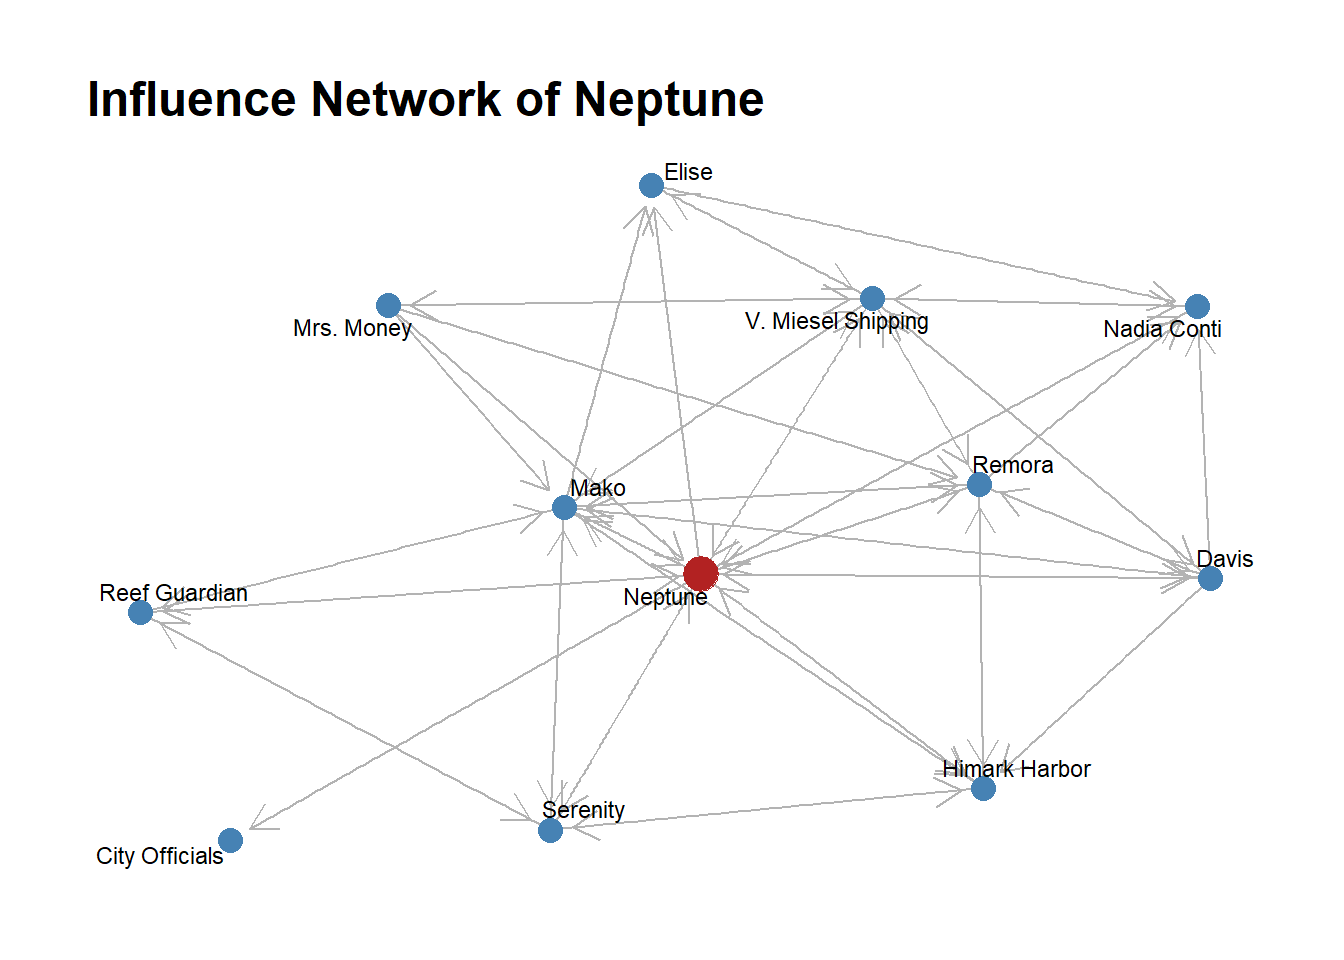 Influence Network of Neptune
Elise
Mrs. Money
V. Miesel Shipping
Nadia Conti
Remora
Mako
Davis
Reef Guardian
Neptune
Himark Harbor
Serenity
City Officials